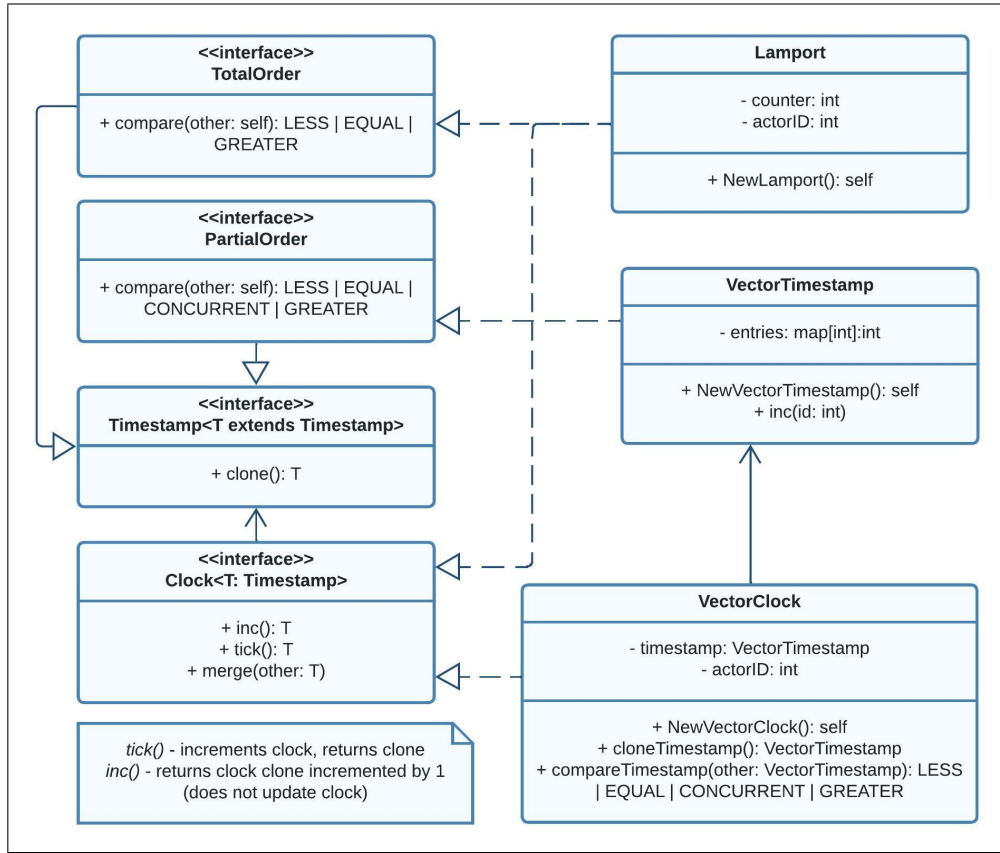 <<interface>>
TotalOrder
+ compare(other: self): LESS | EQUAL |
GREATER
<<interface>>
PartialOrder
+ compare(other: self): LESS | EQUAL |
CONCURRENT | GREATER
<<interface>>
Timestamp<T extends Timestamp>
+ clone(): T
<<interface>>
Clock<T: Timestamp>
+ inc(): T
+ tick(): T
+ merge(other: T)
tick() - increments clock, returns clone
inc() - returns clock clone incremented by 1
(does not update clock)
Lamport
- counter: int
- actorID: int
+ NewLamport(): self
VectorTimestamp
- entries: map[int]:int
+ NewVectorTimestamp(): self
+ inc(id: int)
VectorClock
- timestamp: VectorTimestamp
- actorID: int
+ NewVectorClock(): self
+ cloneTimestamp(): VectorTimestamp
+ compareTimestamp(other: VectorTimestamp): LESS
| EQUAL | CONCURRENT | GREATER